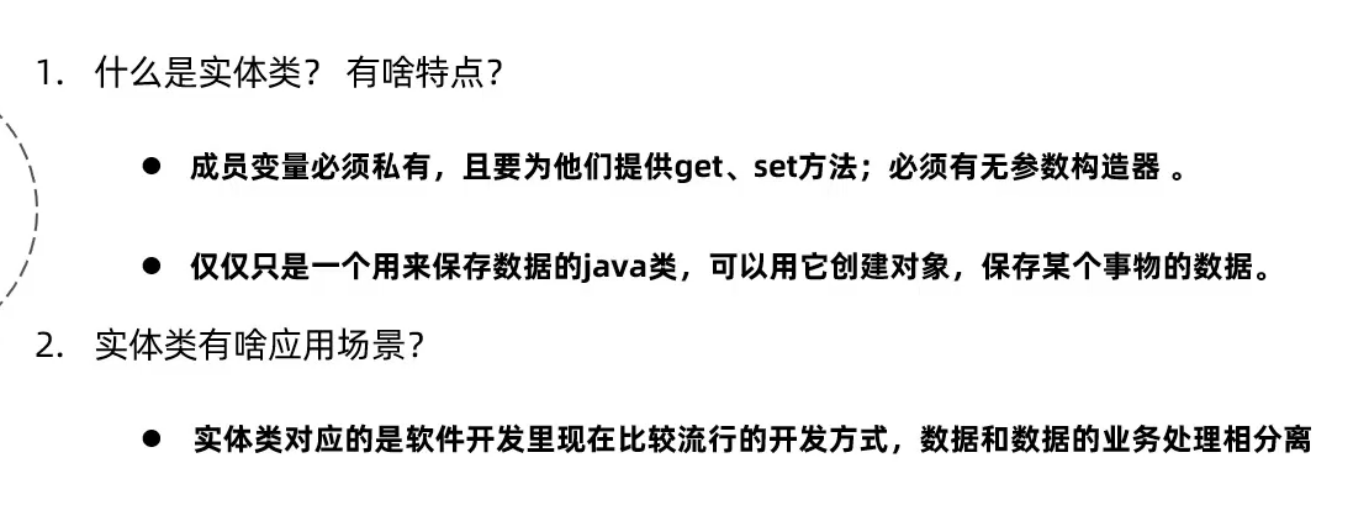 1. 什么是实体类? 有啥特点?
● 成员变量必须私有，且要为他们提供get、set方法；必须有无参数构造器 。
● 仅仅只是一个用来保存数据的java类，可以用它创建对象，保存某个事物的数据。
2. 实体类有啥应用场景?
● 实体类对应的是软件开发里现在比较流行的开发方式，数据和数据的业务处理相分离